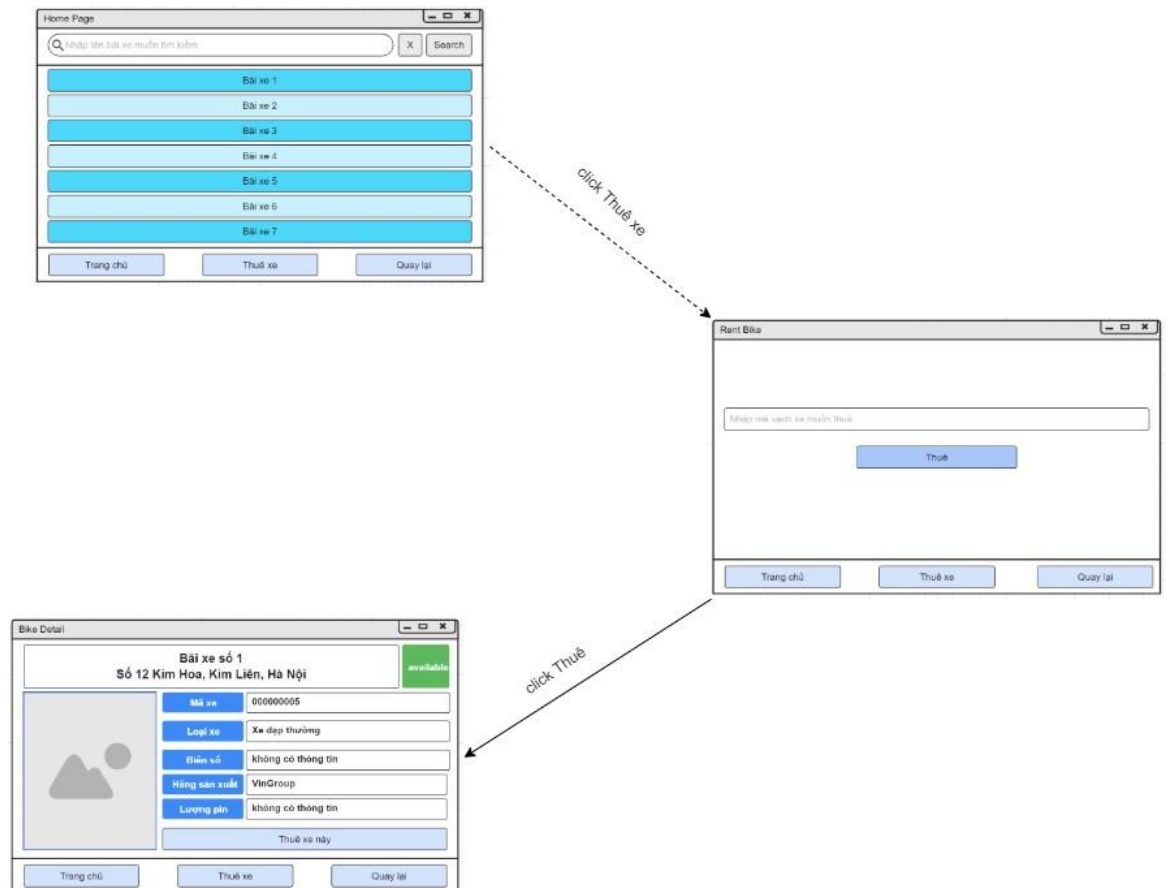 Home Page
Nhập tên bãi xe muốn tìm kiếm
X
Search
Bãi xe 1
Bãi xe 2
Bãi xe 3
Bãi xe 4
Bãi xe 5
Bãi xe 6
Bãi xe 7
Trang chủ
Thuê xe
Quay lại
click Thuê xe
Rent Bike
Nhập mã vạch xe muốn thuê
Thuê
Trang chủ
Thuê xe
Quay lại
click Thuê
Bike Detail
Bãi xe số 1
Số 12 Kim Hoa, Kim Liên, Hà Nội
available
Mã xe
000000005
Loại xe
Xe đạp thường
Biển số
không có thông tin
Hãng sản xuất
VinGroup
Lượng pin
không có thông tin
Thuê xe này
Trang chủ
Thuê xe
Quay lại